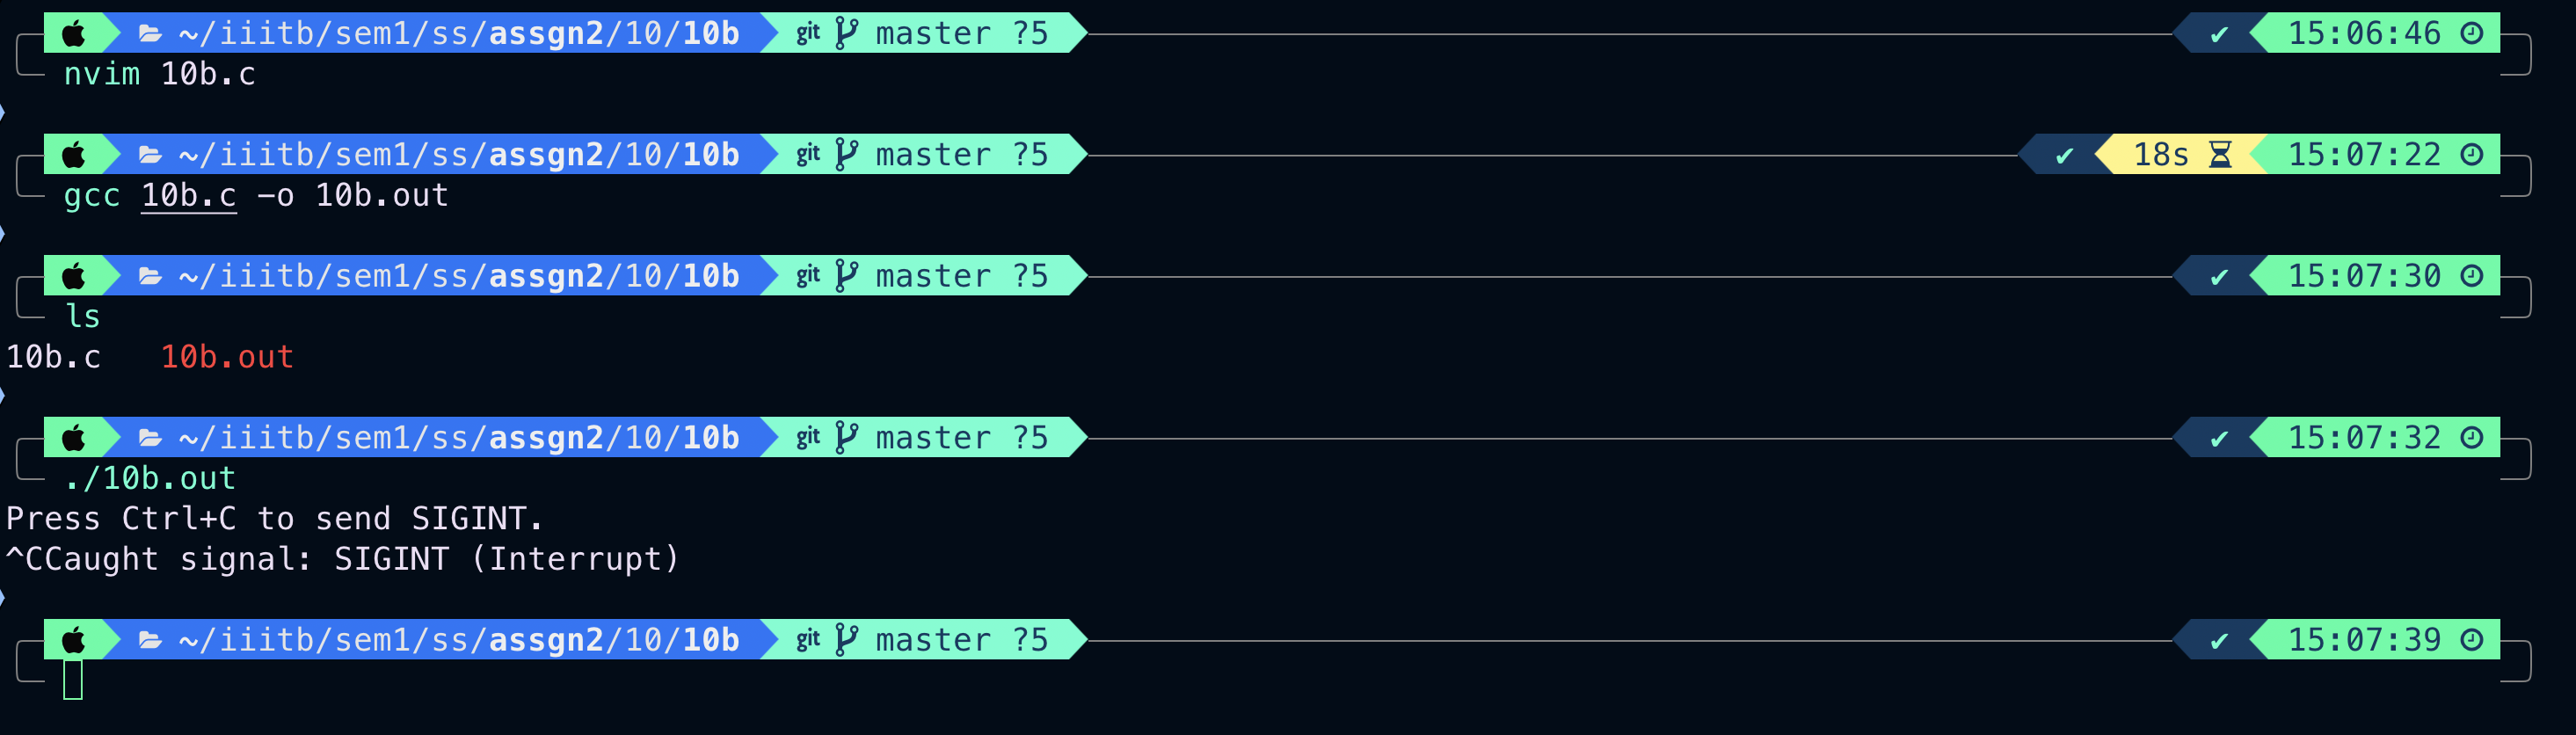 ~/iiitb/sem1/ss/assgn2/10/10b git master ?5 ✔ 15:06:46
nvim 10b.c
~/iiitb/sem1/ss/assgn2/10/10b git master ?5 ✔ 18s 15:07:22
gcc 10b.c -o 10b.out
~/iiitb/sem1/ss/assgn2/10/10b git master ?5 ✔ 15:07:30
ls
10b.c 10b.out
~/iiitb/sem1/ss/assgn2/10/10b git master ?5 ✔ 15:07:32
./10b.out
Press Ctrl+C to send SIGINT.
^CCaught signal: SIGINT (Interrupt)
~/iiitb/sem1/ss/assgn2/10/10b git master ?5 ✔ 15:07:39